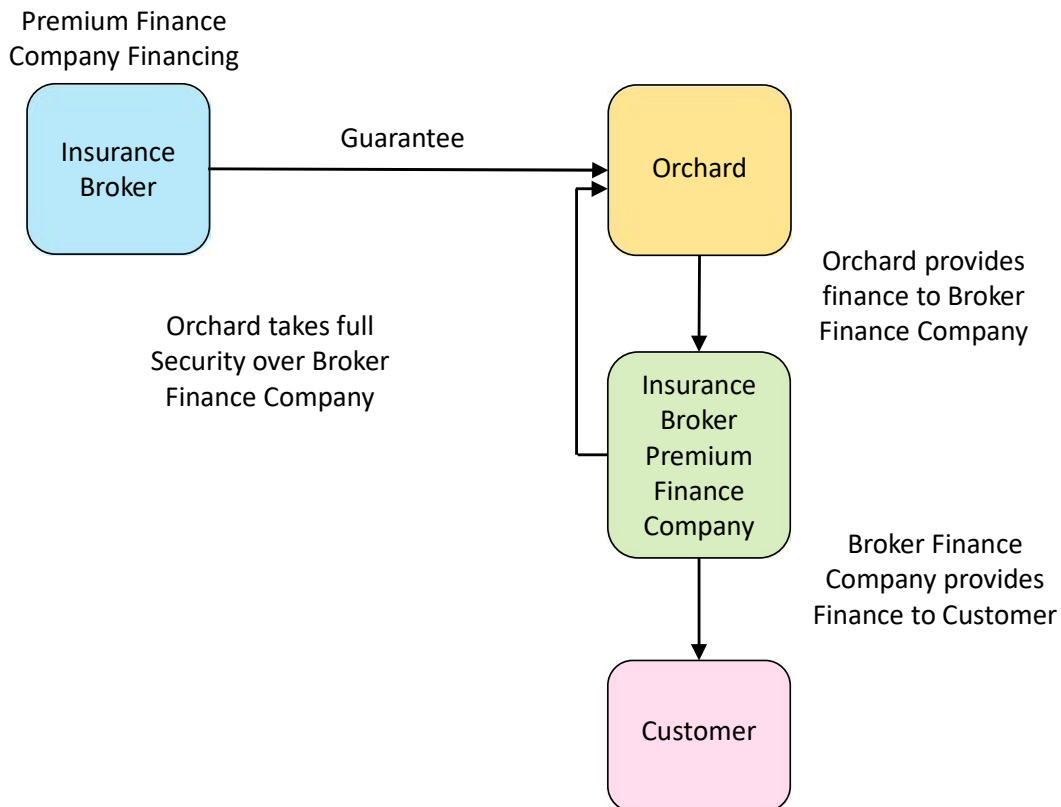 Premium Finance
Company Financing
Insurance
Broker
Guarantee
Orchard
Orchard provides
finance to Broker
Finance Company
Orchard takes full
Security over Broker
Finance Company
Insurance
Broker
Premium
Finance
Company
Broker Finance
Company provides
Finance to Customer
Customer